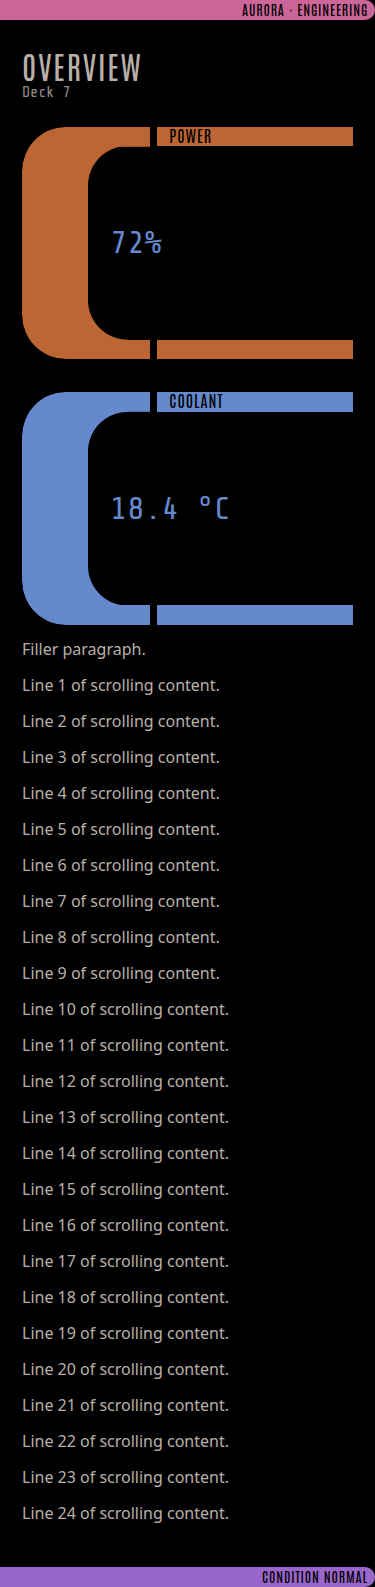 AURORA · ENGINEERING
OVERVIEW
Deck 7
POWER
72%
COOLANT
18.4 °C
Filler paragraph.
Line 1 of scrolling content.
Line 2 of scrolling content.
Line 3 of scrolling content.
Line 4 of scrolling content.
Line 5 of scrolling content.
Line 6 of scrolling content.
Line 7 of scrolling content.
Line 8 of scrolling content.
Line 9 of scrolling content.
Line 10 of scrolling content.
Line 11 of scrolling content.
Line 12 of scrolling content.
Line 13 of scrolling content.
Line 14 of scrolling content.
Line 15 of scrolling content.
Line 16 of scrolling content.
Line 17 of scrolling content.
Line 18 of scrolling content.
Line 19 of scrolling content.
Line 20 of scrolling content.
Line 21 of scrolling content.
Line 22 of scrolling content.
Line 23 of scrolling content.
Line 24 of scrolling content.
CONDITION NORMAL